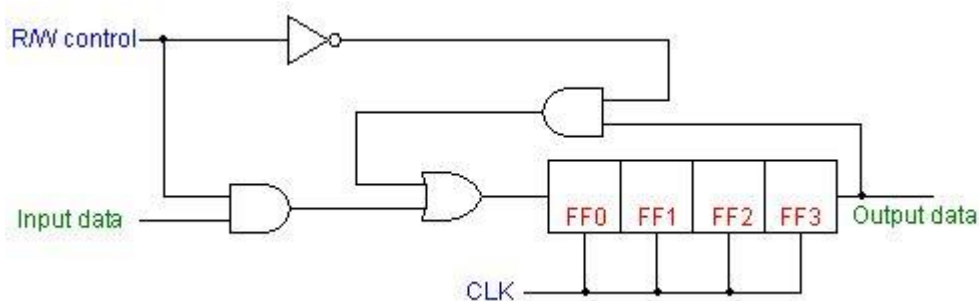 R/W control
Input data
FF0 FF1 FF2 FF3
Output data
CLK